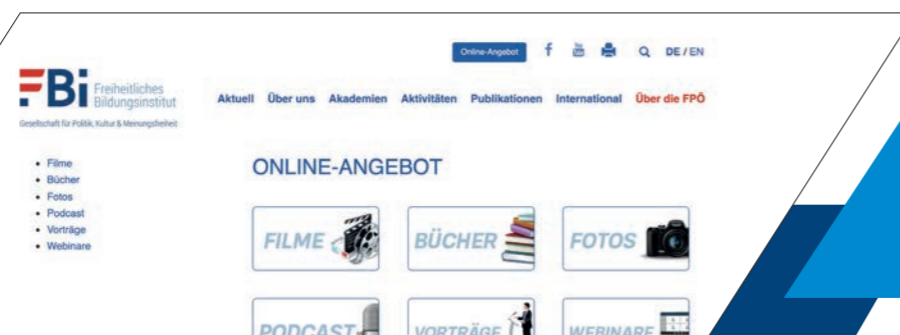 Online-Angebot
DE / EN
FBi Freiheitliches
Bildungsinstitut
Gesellschaft für Politik, Kultur & Meinungsfreiheit
Aktuell Über uns Akademien Aktivitäten Publikationen International Über die FPÖ
Filme
Bücher
Fotos
Podcast
Vorträge
Webinare
ONLINE-ANGEBOT
FILME BÜCHER FOTOS
PODCAST VORTRÄGE WEBINARE